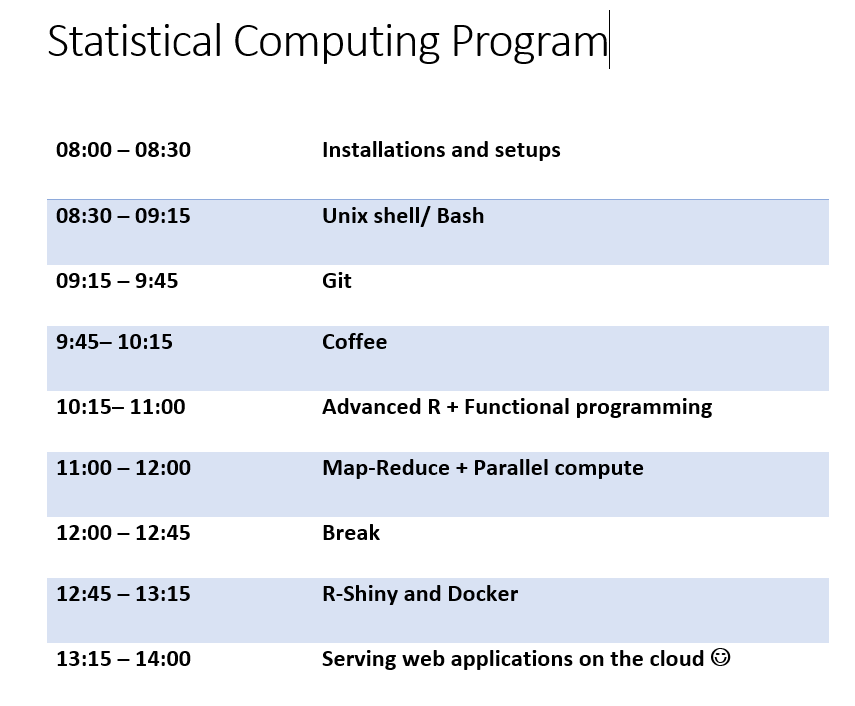 Statistical Computing Program
08:00 – 08:30 Installations and setups
08:30 – 09:15 Unix shell/ Bash
09:15 – 9:45 Git
9:45– 10:15 Coffee
10:15– 11:00 Advanced R + Functional programming
11:00 – 12:00 Map-Reduce + Parallel compute
12:00 – 12:45 Break
12:45 – 13:15 R-Shiny and Docker
13:15 – 14:00 Serving web applications on the cloud ☺